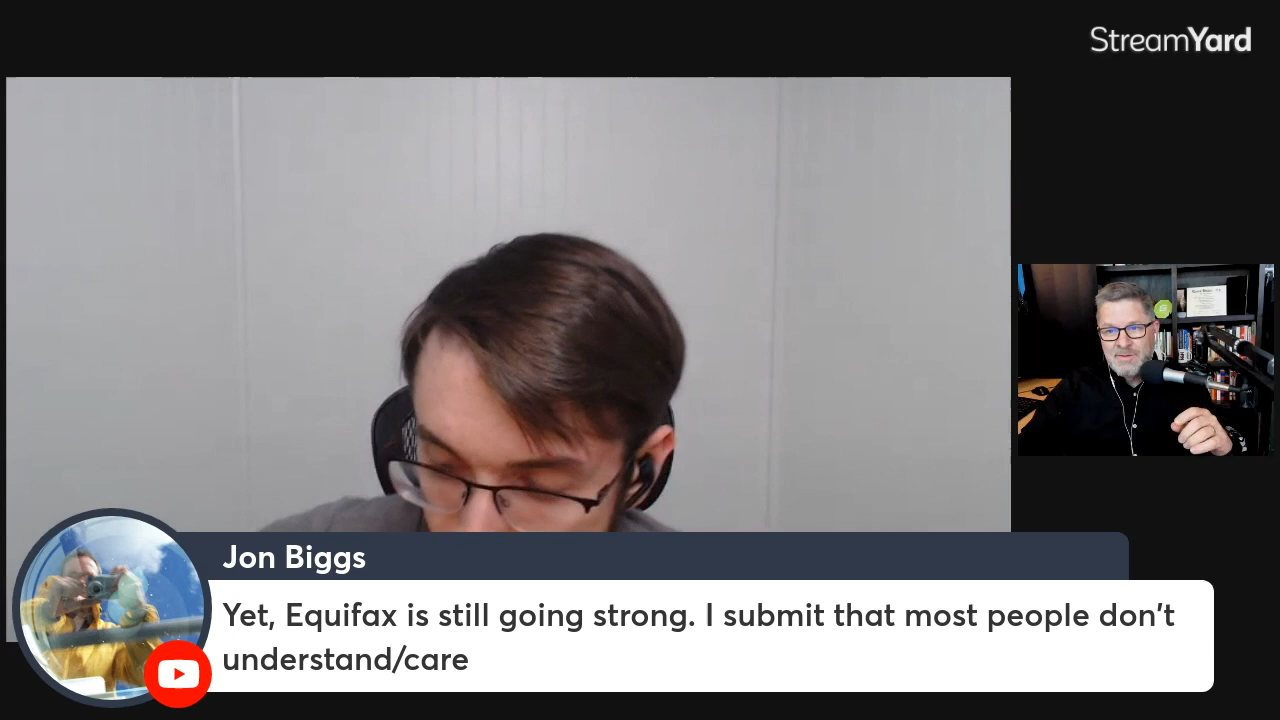 StreamYard
Jon Biggs
Yet, Equifax is still going strong. I submit that most people don't
understand/care